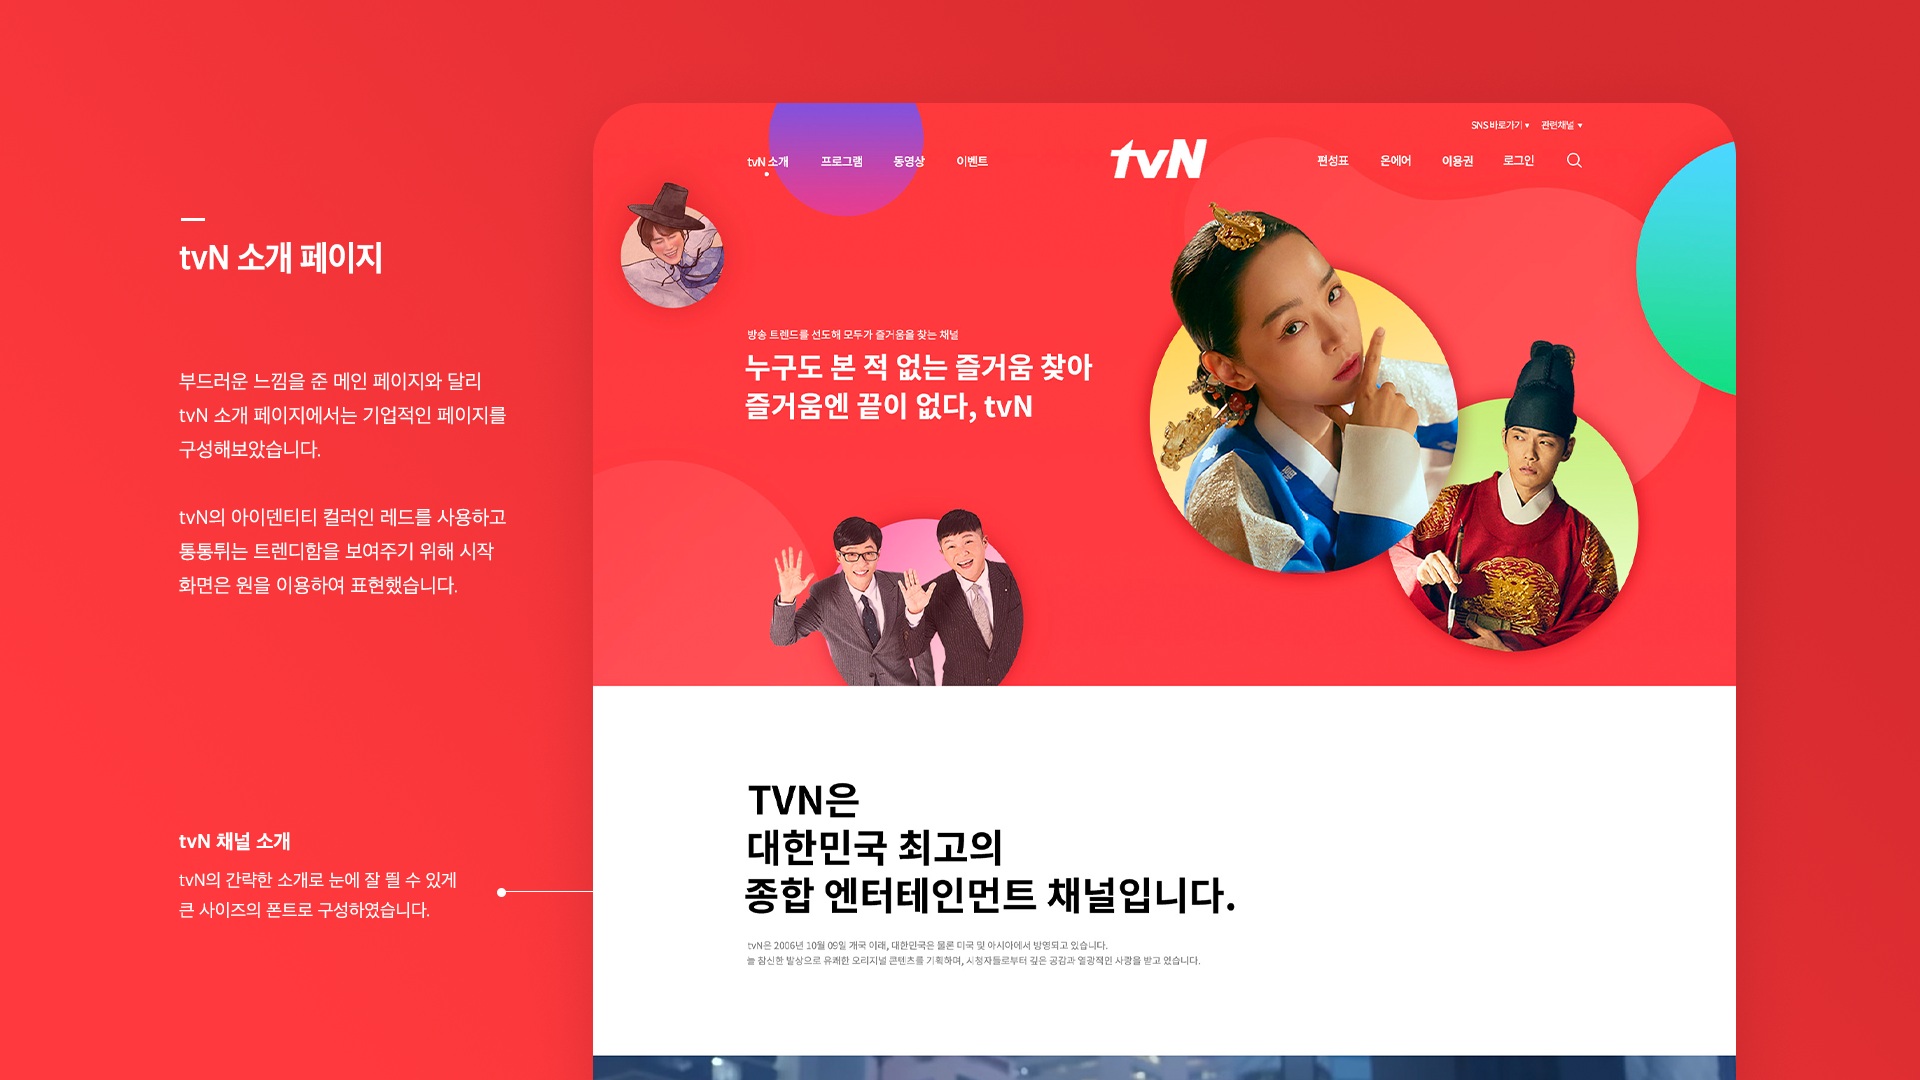 tvN 소개 페이지
부드러운 느낌을 준 메인 페이지와 달리
tvN 소개 페이지에서는 기업적인 페이지를
구성해보았습니다.
tvN의 아이덴티티 컬러인 레드를 사용하고
통통튀는 트렌디함을 보여주기 위해 시작
화면은 원을 이용하여 표현했습니다.
tvN 채널 소개
tvN의 간략한 소개로 눈에 잘 띌 수 있게
큰 사이즈의 폰트로 구성하였습니다.
SNS 바로가기 ▾ 관련채널 ▾
tvN 소개 프로그램 동영상 이벤트 tvN 편성표 온에어 이용권 로그인
방송 트렌드를 선도해 모두가 즐거움을 찾는 채널
누구도 본 적 없는 즐거움 찾아
즐거움엔 끝이 없다, tvN
TVN은
대한민국 최고의
종합 엔터테인먼트 채널입니다.
tvN은 2006년 10월 09일 개국 이래, 대한민국은 물론 미국 및 아시아에서 방영되고 있습니다.
늘 참신한 발상으로 유쾌한 오리지널 콘텐츠를 기획하며, 시청자들로부터 깊은 공감과 열광적인 사랑을 받고 있습니다.